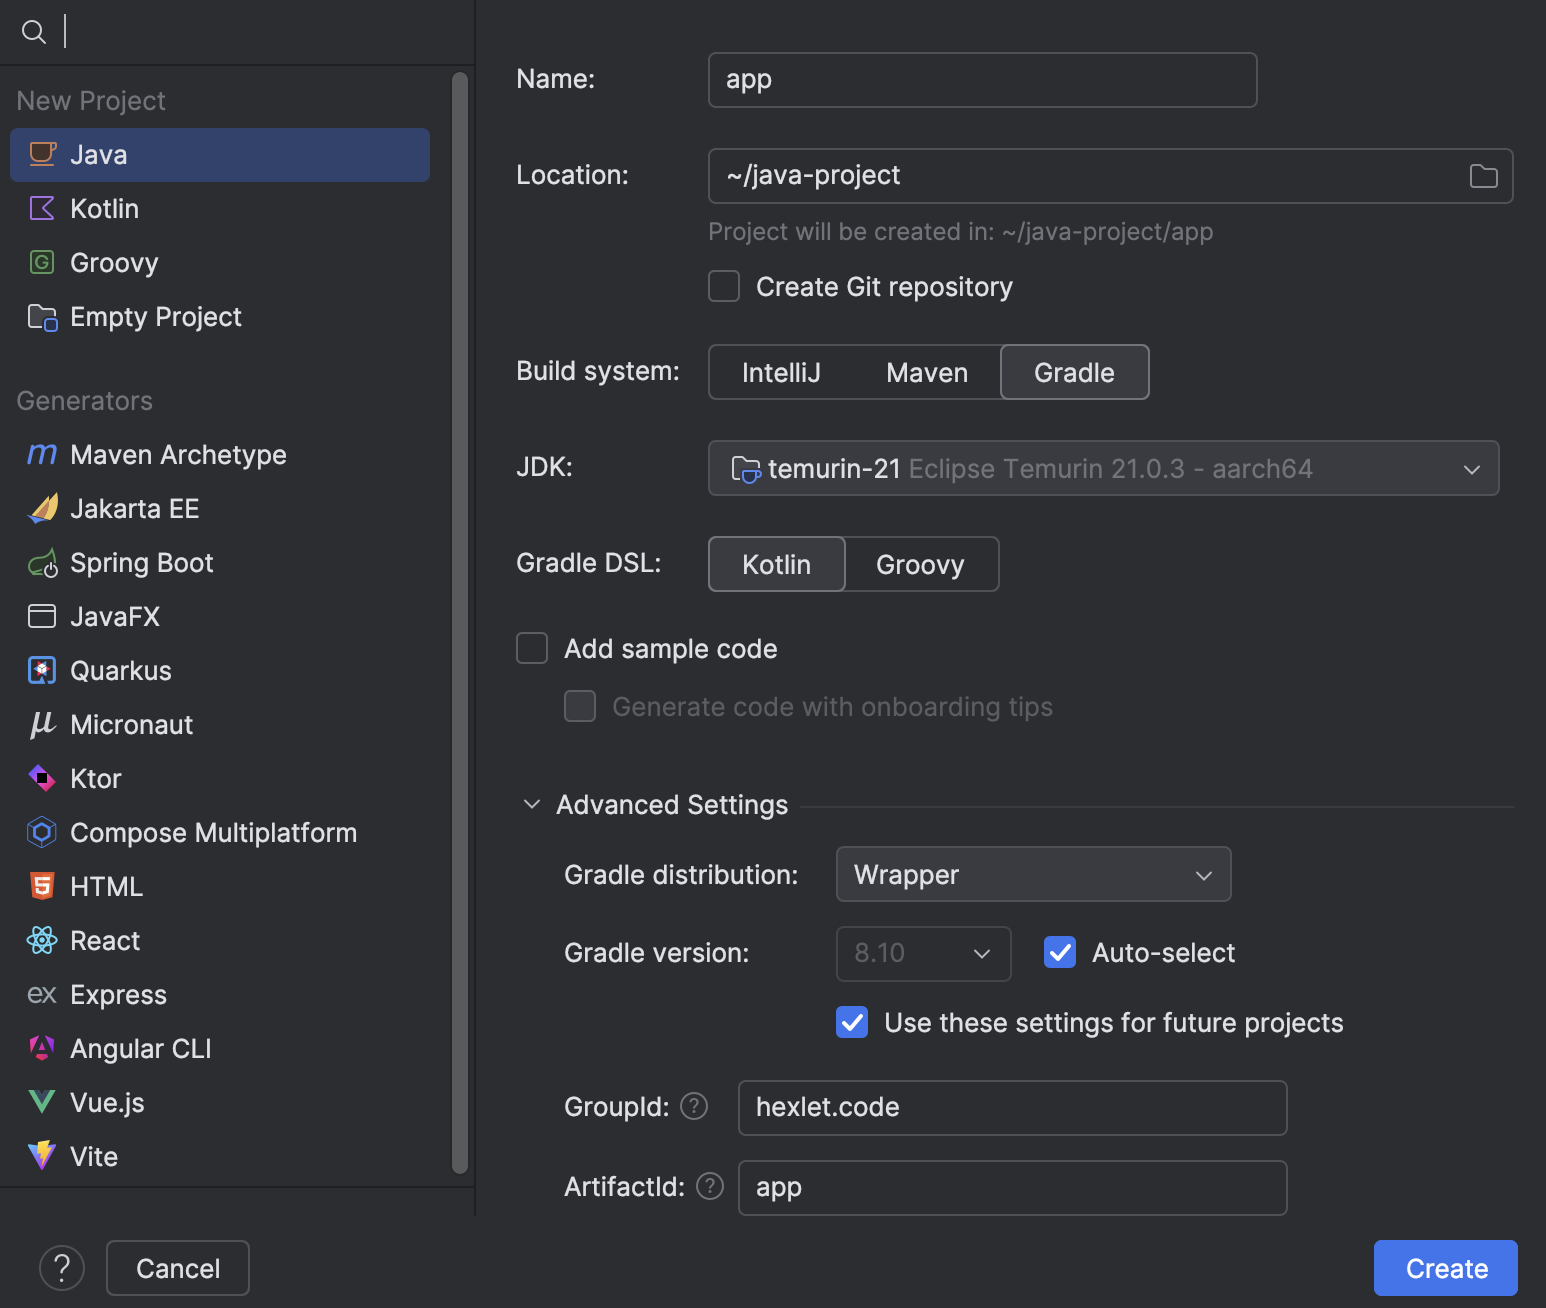 New Project
Java
Kotlin
Groovy
Empty Project
Generators
Maven Archetype
Jakarta EE
Spring Boot
JavaFX
Quarkus
Micronaut
Ktor
Compose Multiplatform
HTML
React
Express
Angular CLI
Vue.js
Vite
Name: app
Location: ~/java-project
Project will be created in: ~/java-project/app
Create Git repository
Build system: IntelliJ Maven Gradle
JDK: temurin-21 Eclipse Temurin 21.0.3 - aarch64
Gradle DSL: Kotlin Groovy
Add sample code
Generate code with onboarding tips
Advanced Settings
Gradle distribution: Wrapper
Gradle version: 8.10 Auto-select
Use these settings for future projects
GroupId: ? hexlet.code
ArtifactId: ? app
? Cancel Create